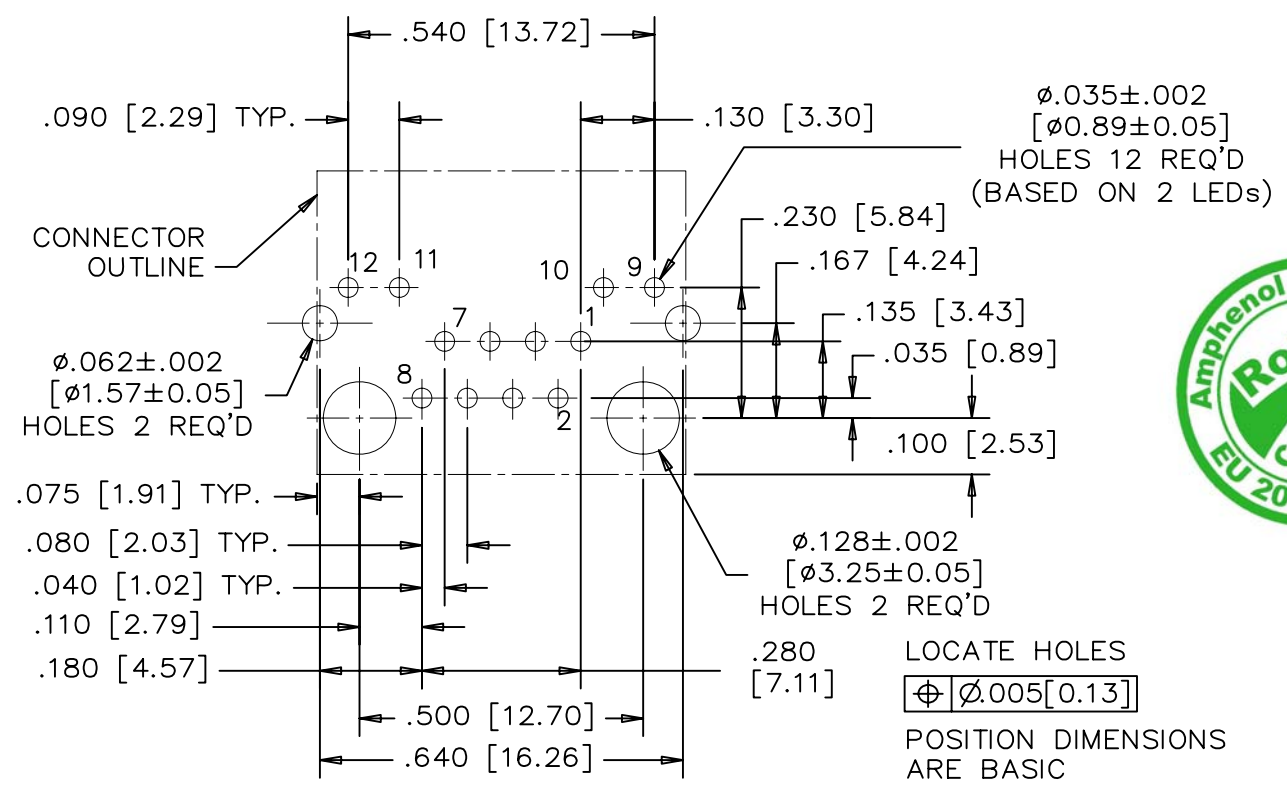 .540 [13.72]
.090 [2.29] TYP.
.130 [3.30]
ø.035±.002
[ø0.89±0.05]
HOLES 12 REQ'D
(BASED ON 2 LEDs)
CONNECTOR
OUTLINE
.230 [5.84]
.167 [4.24]
12
11
10
9
.135 [3.43]
7
1
.035 [0.89]
ø.062±.002
[ø1.57±0.05]
HOLES 2 REQ'D
8
2
.100 [2.53]
Amphenol
EU 20
.075 [1.91] TYP.
.080 [2.03] TYP.
.040 [1.02] TYP.
.110 [2.79]
.180 [4.57]
ø.128±.002
[ø3.25±0.05]
HOLES 2 REQ'D
.280
[7.11]
.500 [12.70]
.640 [16.26]
LOCATE HOLES
⌖ Ø.005[0.13]
POSITION DIMENSIONS
ARE BASIC